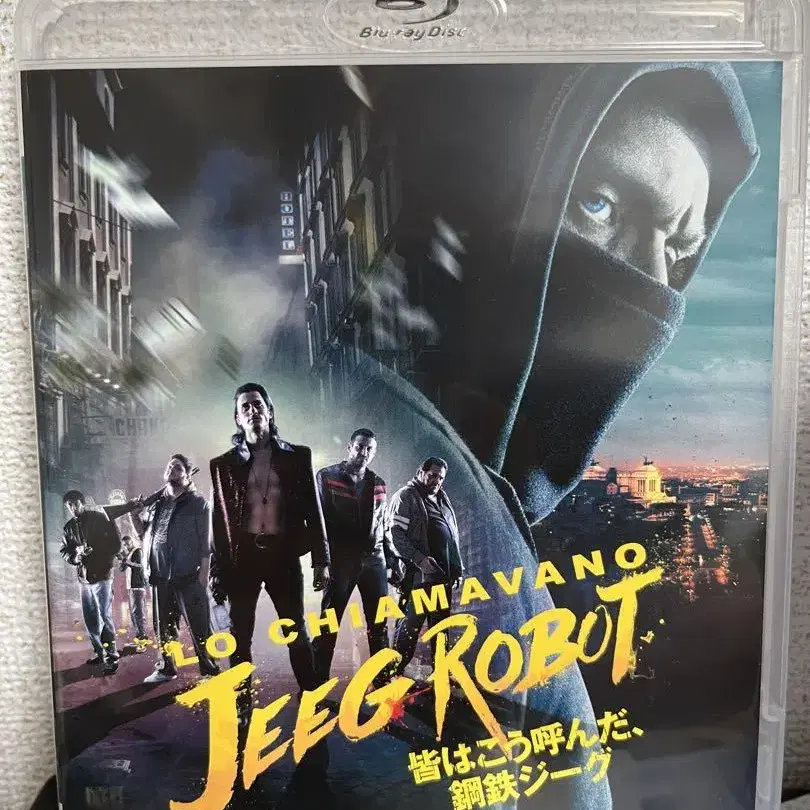 Blu-ray Disc
HOTEL
LO CHIAMAVANO
JEEG ROBOT
皆はこう呼んだ、
鋼鉄ジーグ